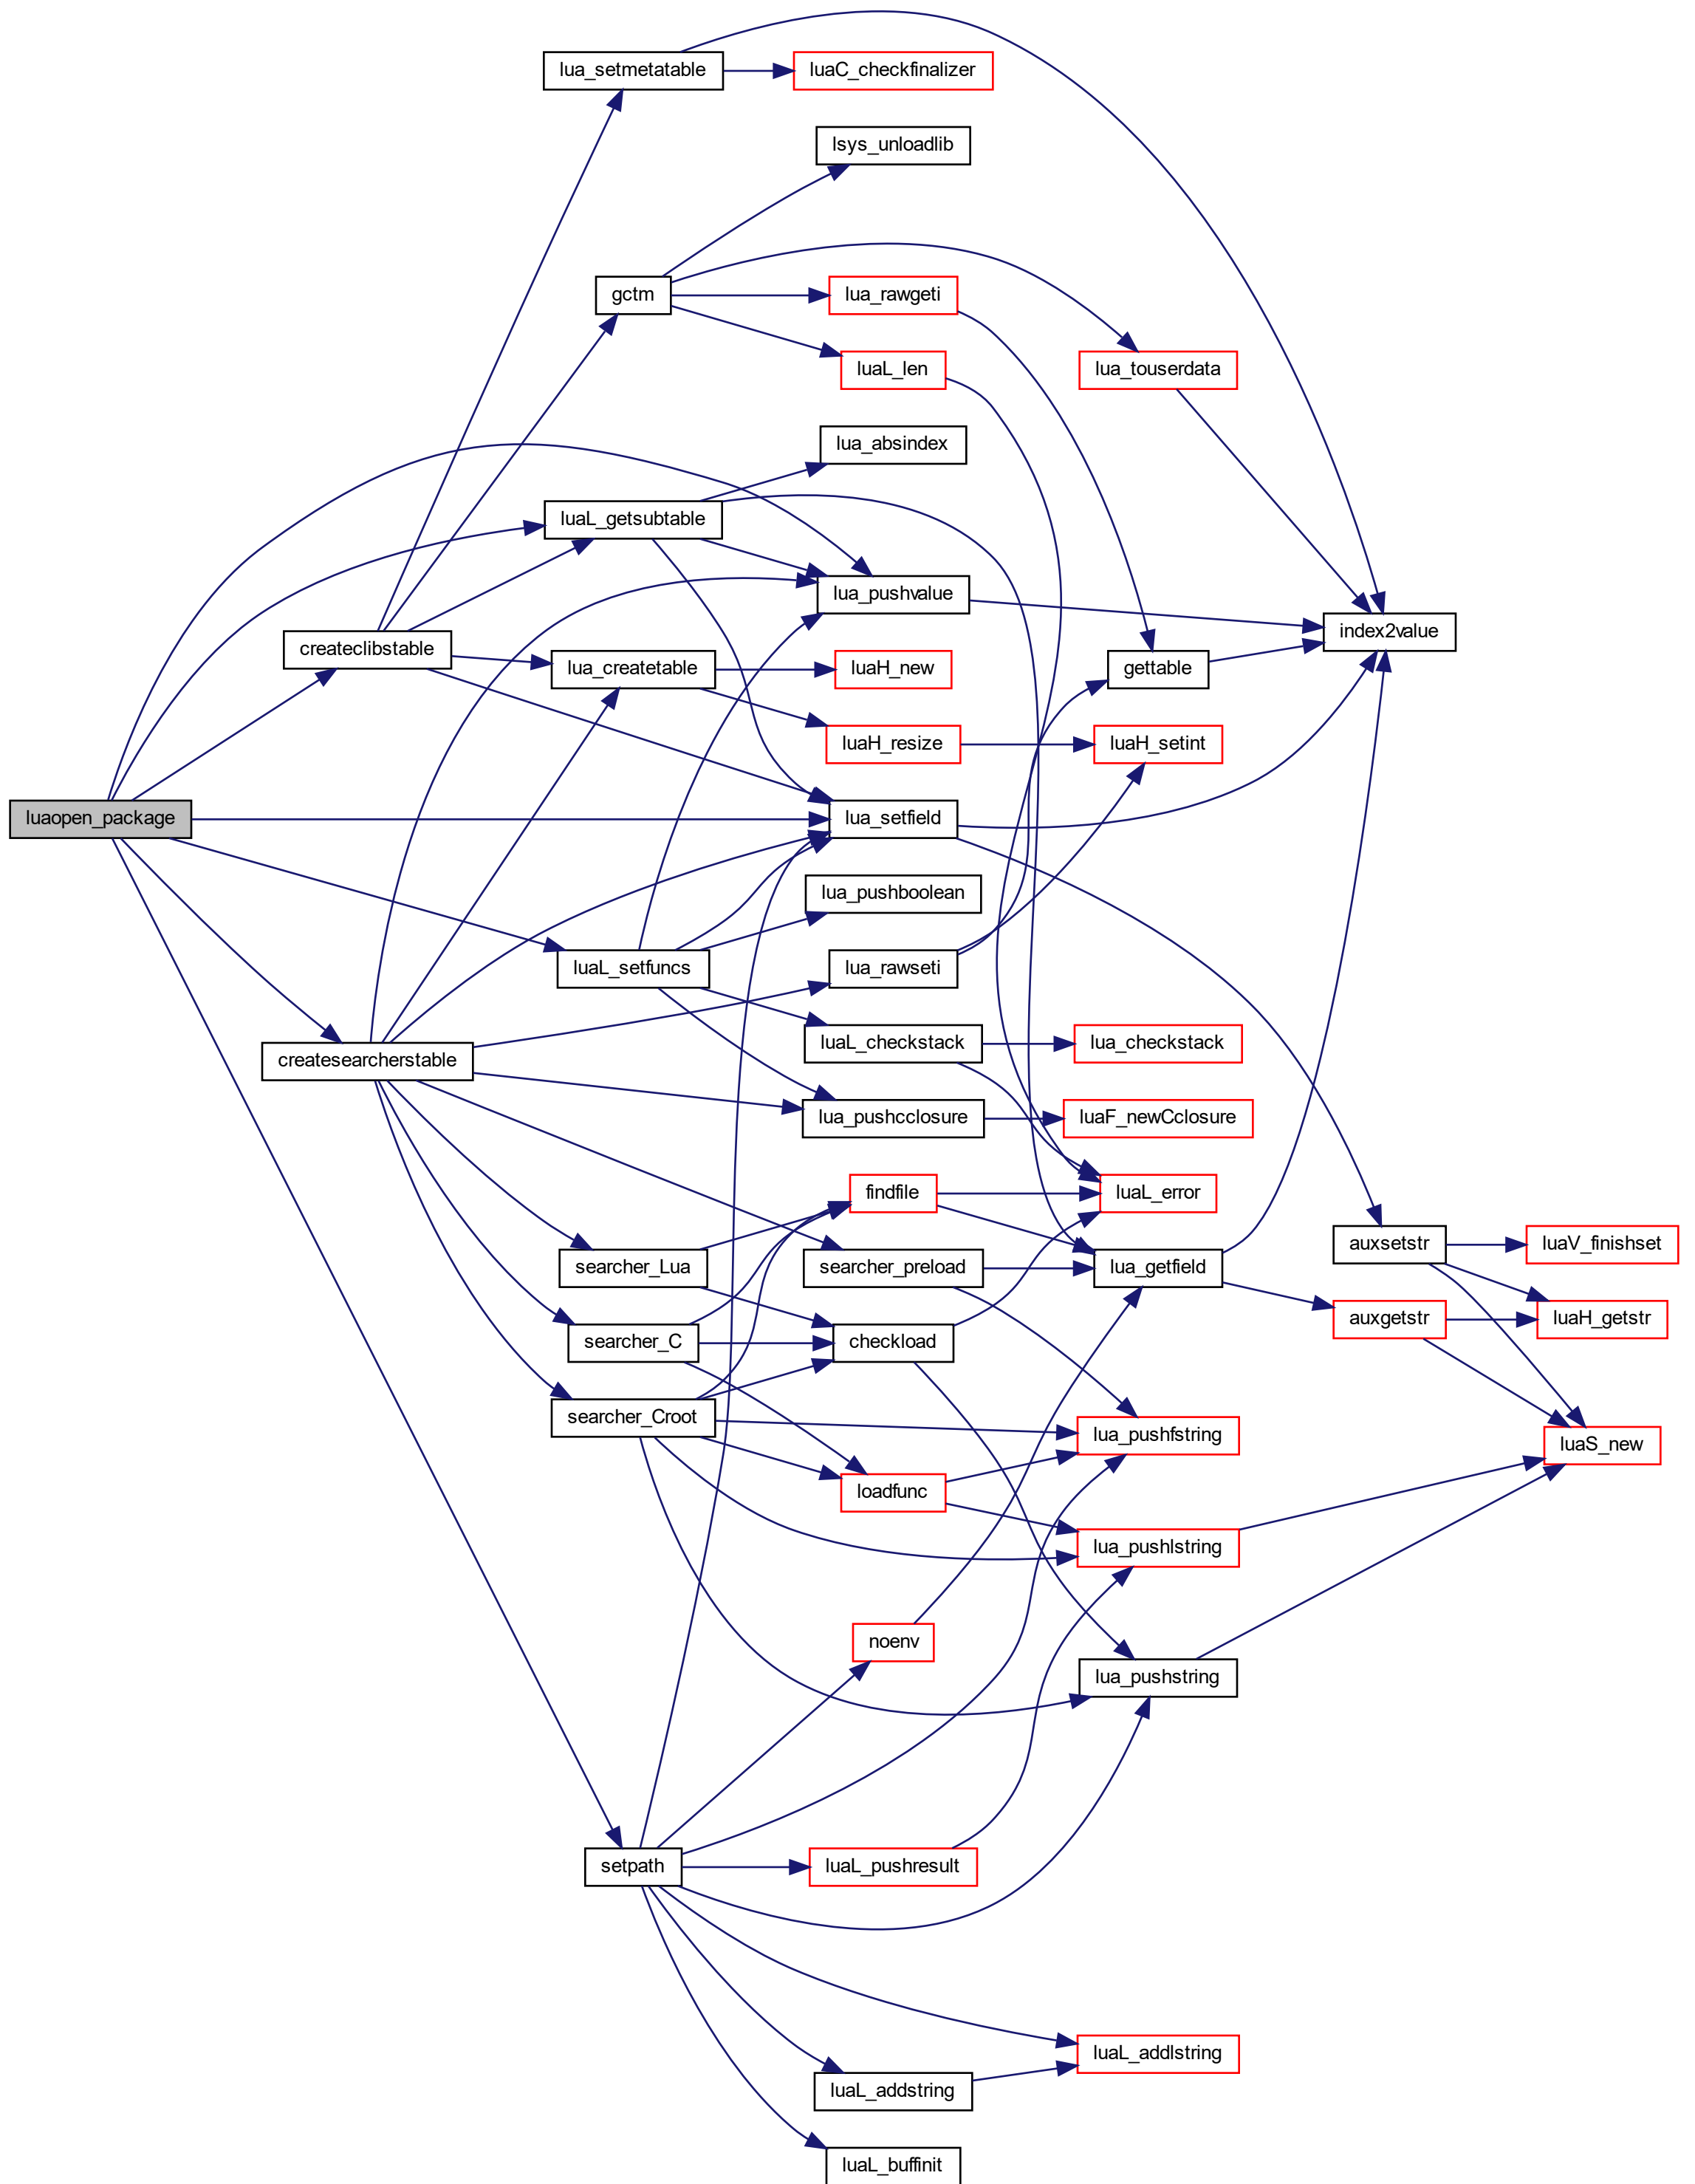 lua_setmetatable
luaC_checkfinalizer
lsys_unloadlib
gctm
lua_rawgeti
luaL_len
lua_touserdata
lua_absindex
luaL_getsubtable
lua_pushvalue
index2value
createclibstable
lua_createtable
luaH_new
gettable
luaH_resize
luaH_setint
luaopen_package
lua_setfield
lua_pushboolean
luaL_setfuncs
lua_rawseti
createsearcherstable
luaL_checkstack
lua_checkstack
lua_pushcclosure
luaF_newCclosure
findfile
luaL_error
searcher_Lua
searcher_preload
lua_getfield
auxsetstr
luaV_finishset
searcher_C
checkload
auxgetstr
luaH_getstr
searcher_Croot
lua_pushfstring
luaS_new
loadfunc
lua_pushlstring
noenv
lua_pushstring
setpath
luaL_pushresult
luaL_addlstring
luaL_addstring
luaL_buffinit